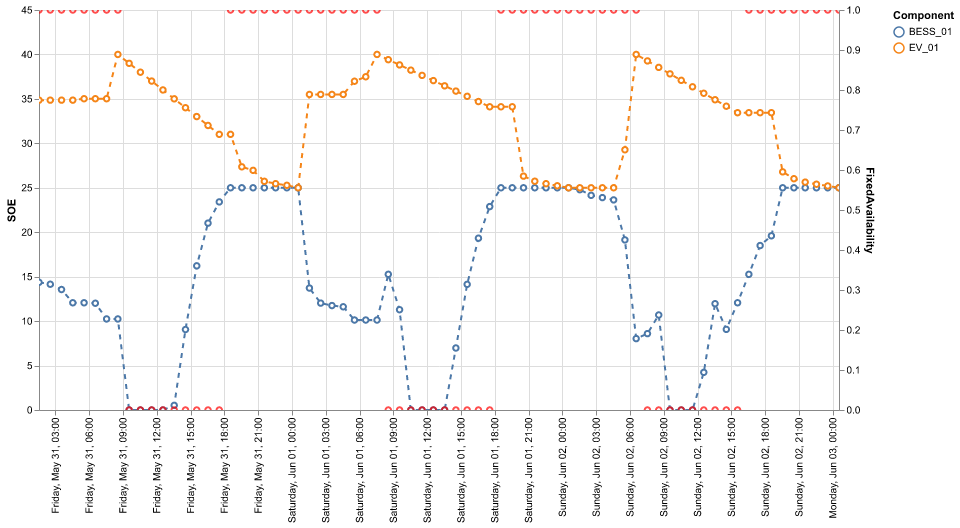 45
40
35
30
25
20
15
10
5
0
SOE
1.0
0.9
0.8
0.7
0.6
0.5
0.4
0.3
0.2
0.1
0.0
FixedAvailability
Component
BESS_01
EV_01
Friday, May 31, 03:00
Friday, May 31, 06:00
Friday, May 31, 09:00
Friday, May 31, 12:00
Friday, May 31, 15:00
Friday, May 31, 18:00
Friday, May 31, 21:00
Saturday, Jun 01, 00:00
Saturday, Jun 01, 03:00
Saturday, Jun 01, 06:00
Saturday, Jun 01, 09:00
Saturday, Jun 01, 12:00
Saturday, Jun 01, 15:00
Saturday, Jun 01, 18:00
Saturday, Jun 01, 21:00
Sunday, Jun 02, 00:00
Sunday, Jun 02, 03:00
Sunday, Jun 02, 06:00
Sunday, Jun 02, 09:00
Sunday, Jun 02, 12:00
Sunday, Jun 02, 15:00
Sunday, Jun 02, 18:00
Sunday, Jun 02, 21:00
Monday, Jun 03, 00:00